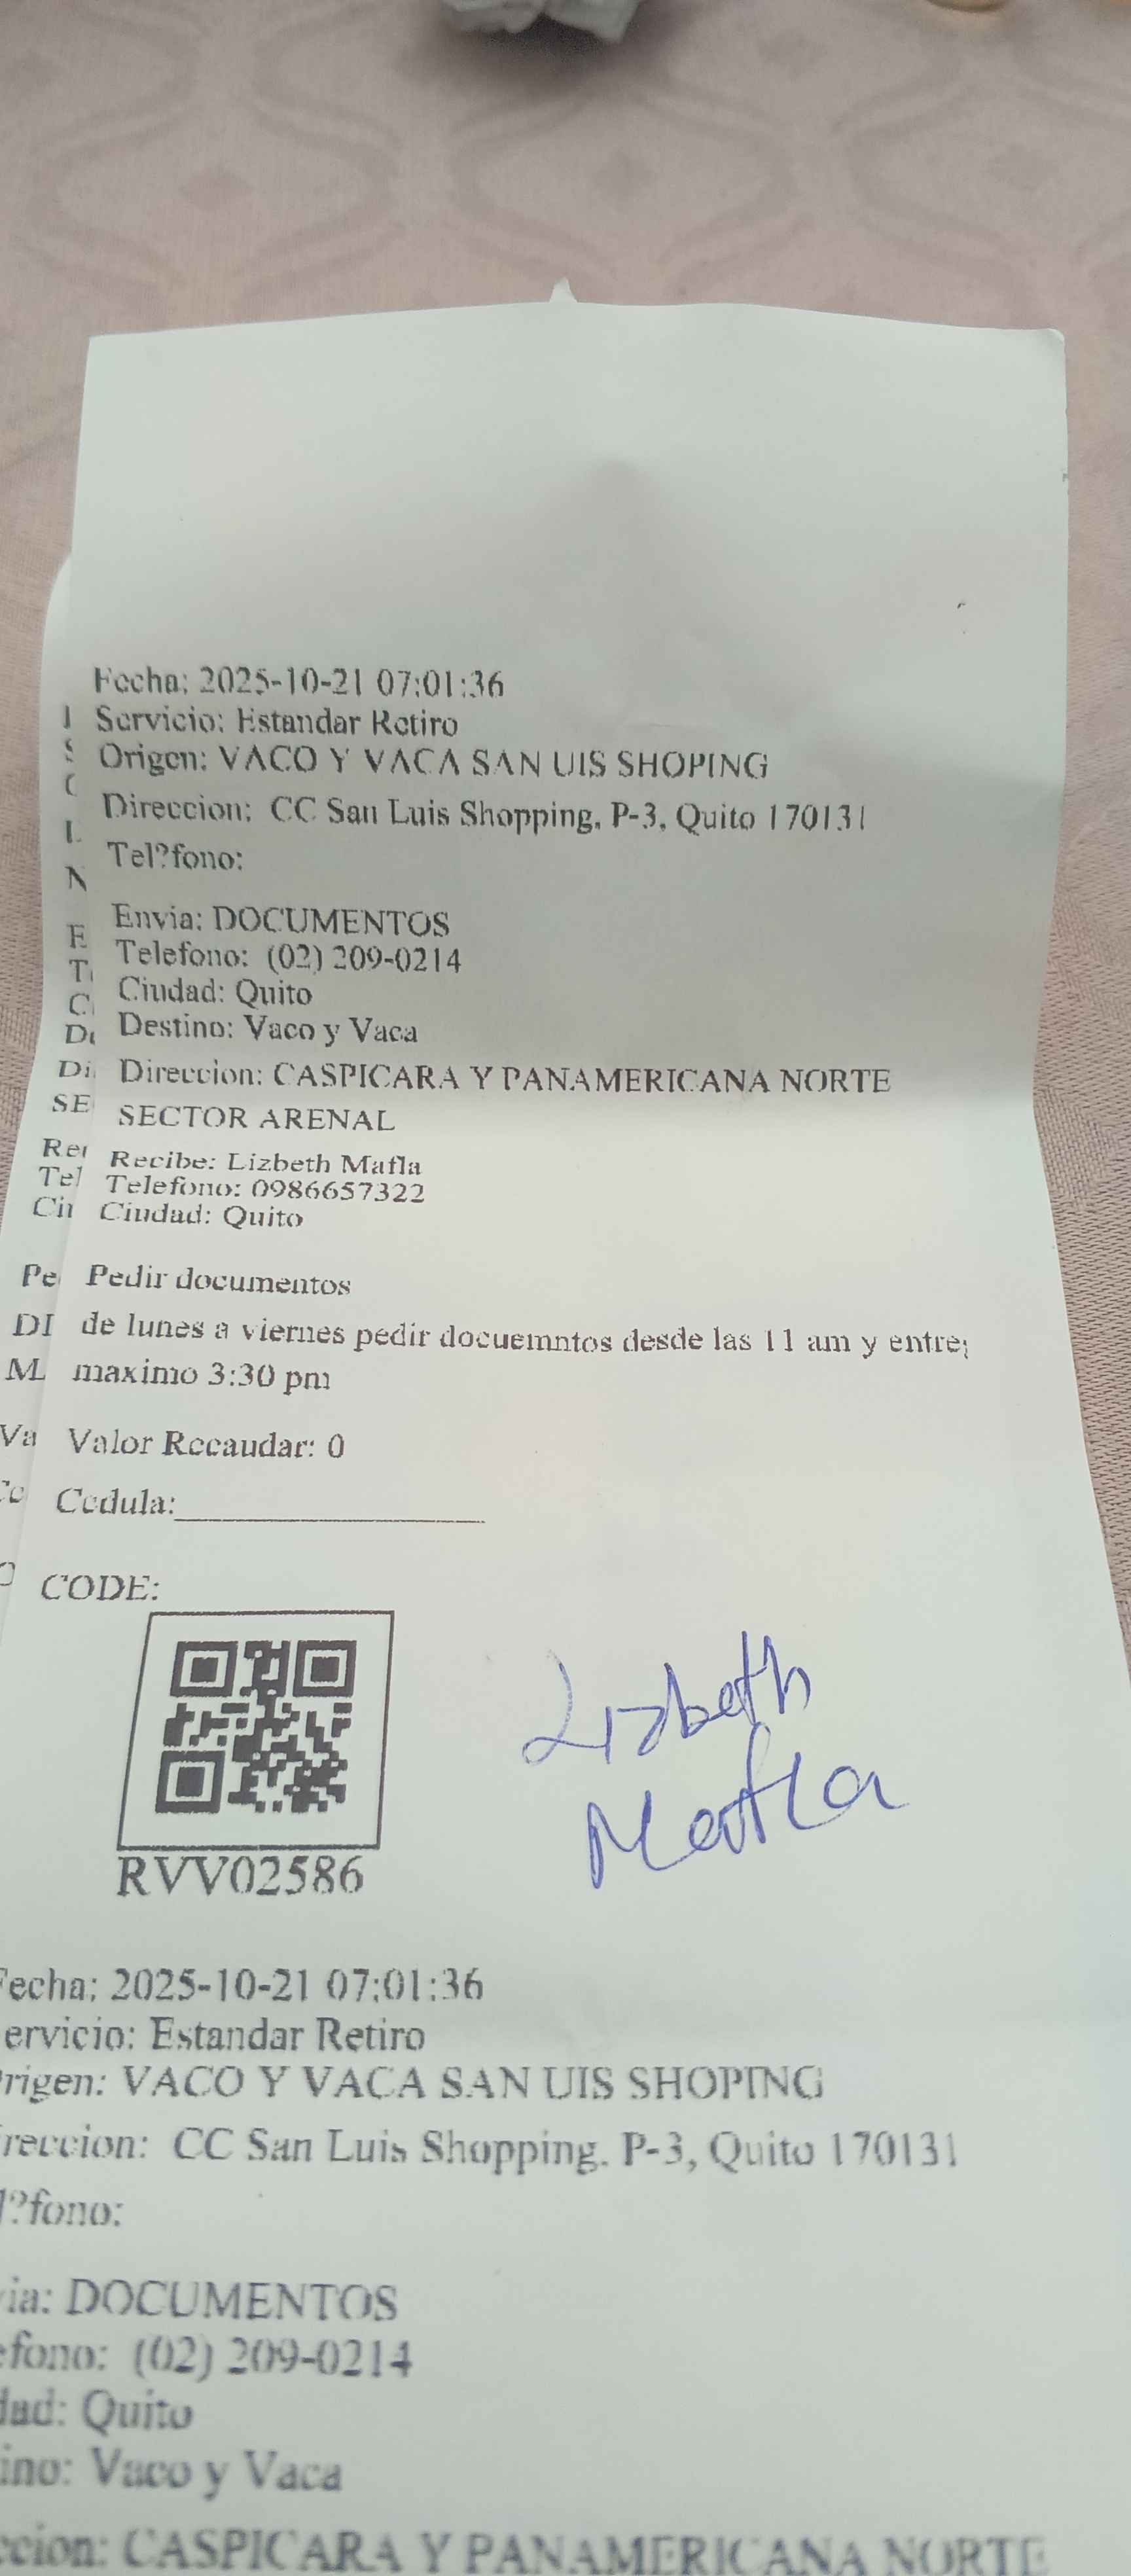 Fecha: 2025-10-21 07:01:36
Servicio: Estandar Retiro
Origen: VACO Y VACA SAN UIS SHOPING
Direccion: CC San Luis Shopping, P-3, Quito 170131
Tel?fono:
Envia: DOCUMENTOS
Telefono: (02) 209-0214
Ciudad: Quito
Destino: Vaco y Vaca
Direccion: CASPICARA Y PANAMERICANA NORTE
SECTOR ARENAL
Recibe: Lizbeth Mafla
Telefono: 0986657322
Ciudad: Quito
Pedir documentos
de lunes a viernes pedir docuemntos desde las 11 am y entre
maximo 3:30 pm
Valor Recaudar: 0
Cedula:
CODE:
Lizbeth
Mafla
RVV02586
Fecha: 2025-10-21 07:01:36
ervicio: Estandar Retiro
rigen: VACO Y VACA SAN UIS SHOPING
reccion: CC San Luis Shopping. P-3, Quito 170131
l?fono:
ia: DOCUMENTOS
efono: (02) 209-0214
dad: Quito
ino: Vaco y Vaca
ccion: CASPICARA Y PANAMERICANA NORTE